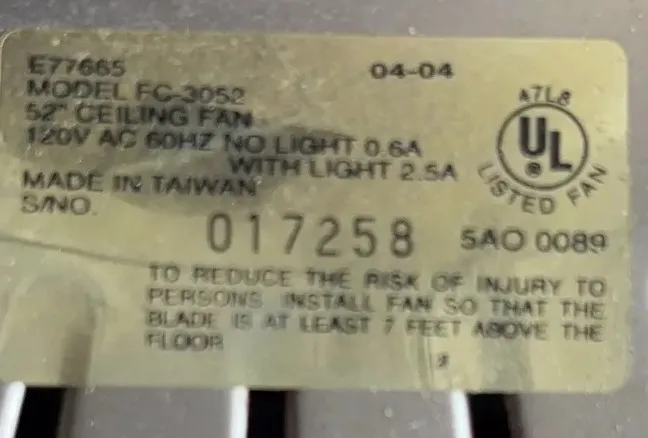 E77665 04-04
MODEL FC-3052
52" CEILING FAN
120V AC 60HZ NO LIGHT 0.6A
WITH LIGHT 2.5A
MADE IN TAIWAN
S/NO.
017258 5AO 0089
A7L8
UL
®
LISTED FAN
TO REDUCE THE RISK OF INJURY TO
PERSONS, INSTALL FAN SO THAT THE
BLADE IS AT LEAST 7 FEET ABOVE THE
FLOOR